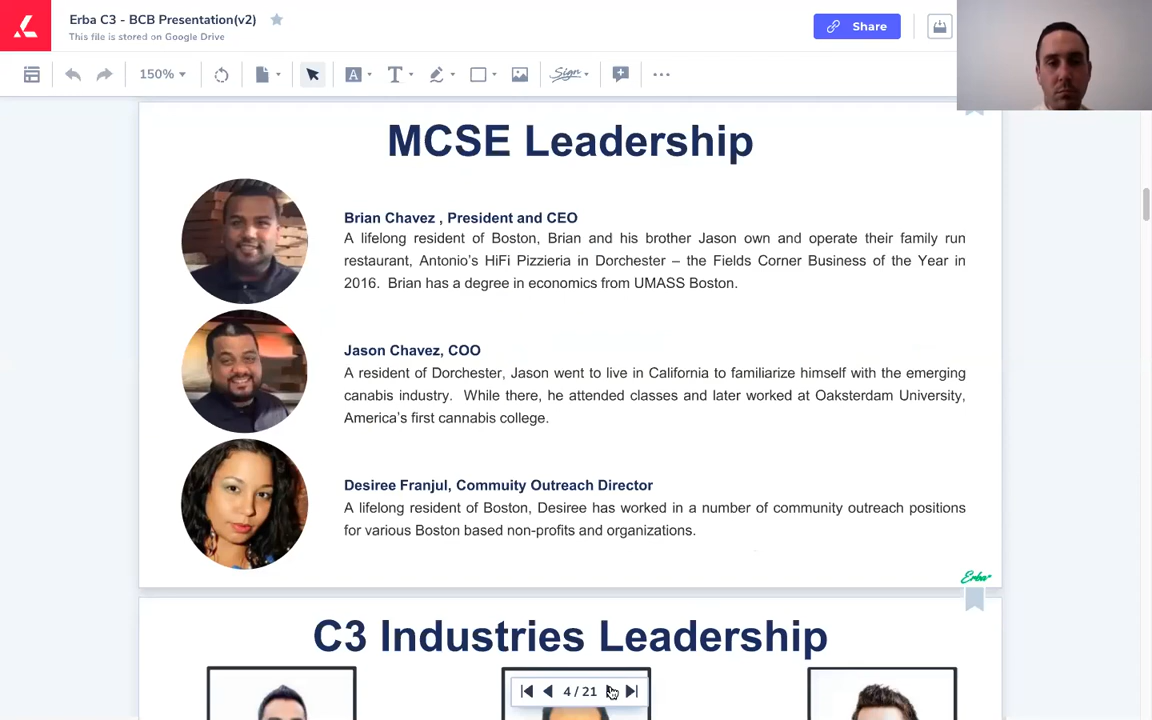 Erba C3 - BCB Presentation(v2)
This file is stored on Google Drive
Share
150%
A
T
Sign
MCSE Leadership
Brian Chavez , President and CEO
A lifelong resident of Boston, Brian and his brother Jason own and operate their family run
restaurant, Antonio's HiFi Pizzieria in Dorchester – the Fields Corner Business of the Year in
2016.  Brian has a degree in economics from UMASS Boston.
Jason Chavez, COO
A resident of Dorchester, Jason went to live in California to familiarize himself with the emerging
canabis industry.  While there, he attended classes and later worked at Oaksterdam University,
America's first cannabis college.
Desiree Franjul, Commuity Outreach Director
A lifelong resident of Boston, Desiree has worked in a number of community outreach positions
for various Boston based non-profits and organizations.
Erba
C3 Industries Leadership
4 / 21